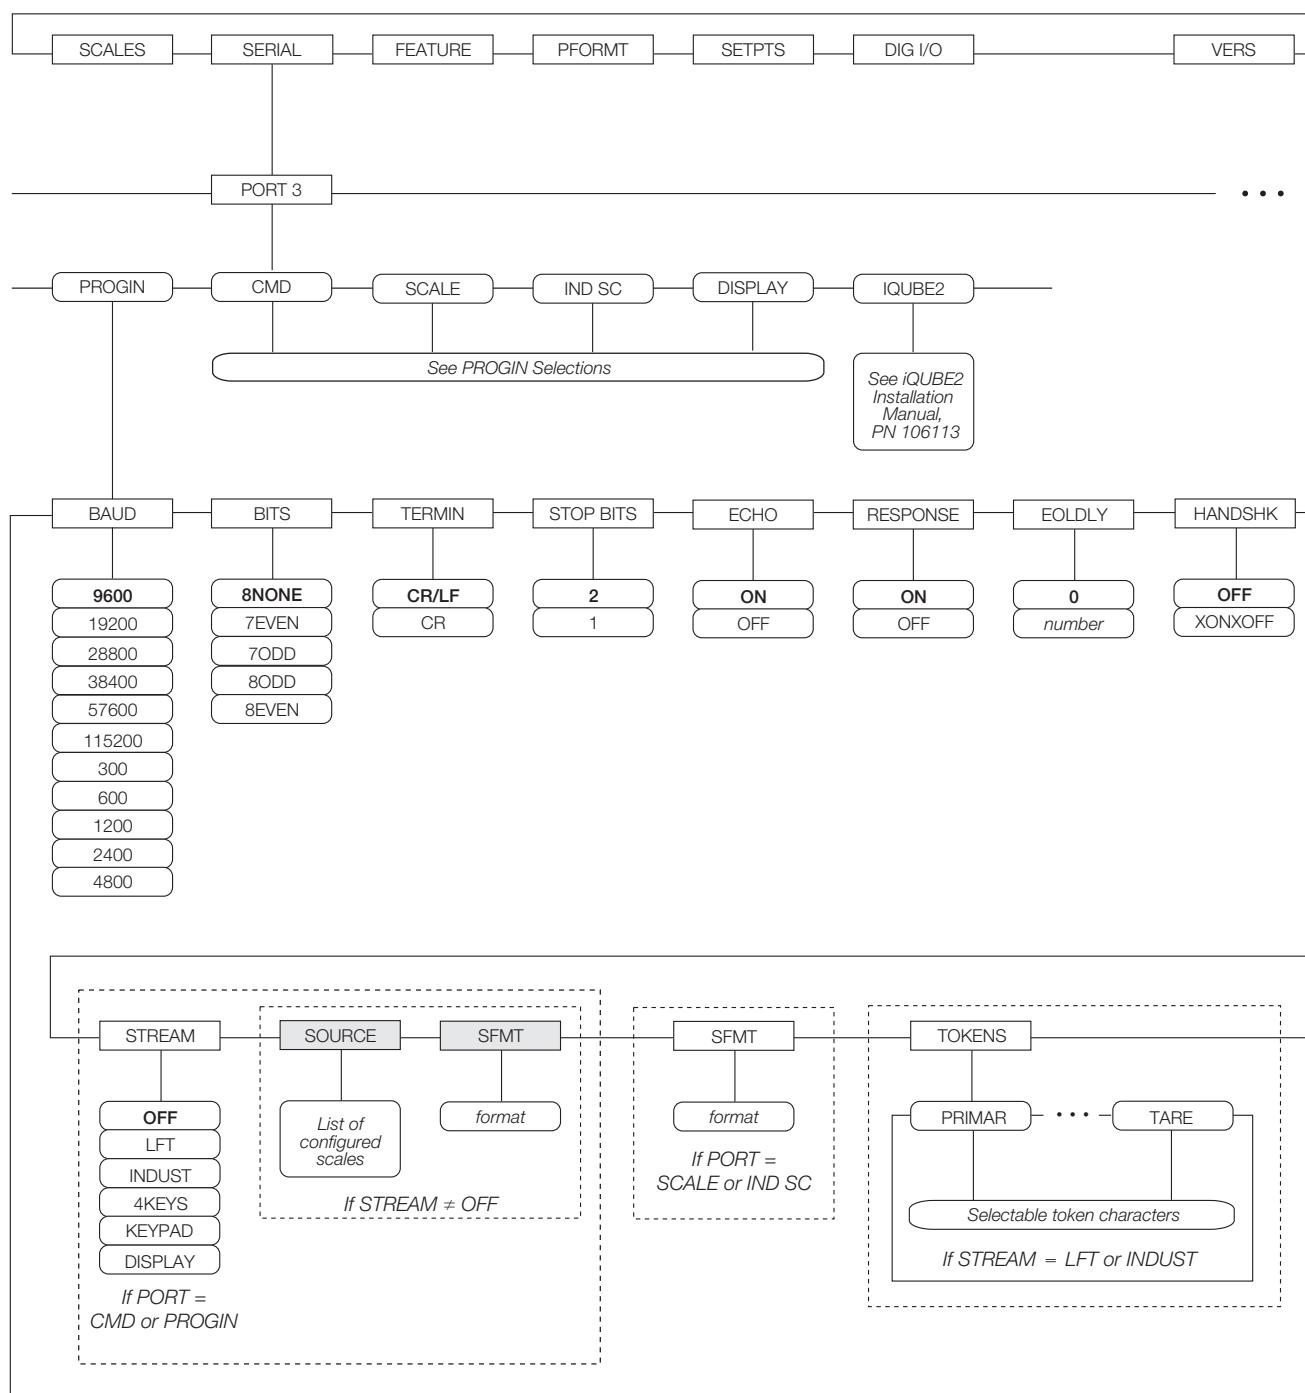 SCALES
SERIAL
FEATURE
PFORMT
SETPTS
DIG I/O
VERS
PORT 3
• • •
PROGIN
CMD
SCALE
IND SC
DISPLAY
IQUBE2
See PROGIN Selections
See iQUBE2
Installation
Manual,
PN 106113
BAUD
BITS
TERMIN
STOP BITS
ECHO
RESPONSE
EOLDLY
HANDSHK
9600
19200
28800
38400
57600
115200
300
600
1200
2400
4800
8NONE
7EVEN
7ODD
8ODD
8EVEN
CR/LF
CR
2
1
ON
OFF
ON
OFF
0
number
OFF
XONXOFF
STREAM
OFF
LFT
INDUST
4KEYS
KEYPAD
DISPLAY
If PORT =
CMD or PROGIN
SOURCE
List of
configured
scales
SFMT
format
If STREAM ≠ OFF
SFMT
format
If PORT =
SCALE or IND SC
TOKENS
PRIMAR
• • •
TARE
Selectable token characters
If STREAM = LFT or INDUST